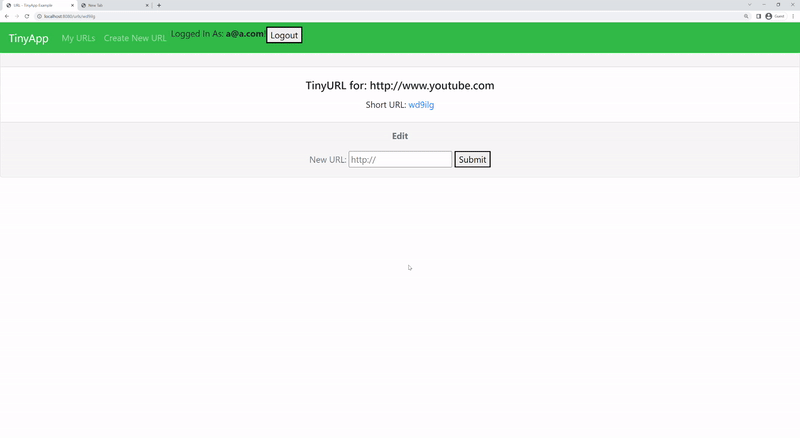 URL - TinyApp Example
New Tab
localhost:8080/urls/wd9ilg
Guest
TinyApp My URLs Create New URL Logged In As: a@a.com! Logout
TinyURL for: http://www.youtube.com
Short URL: wd9ilg
Edit
New URL: http:// Submit